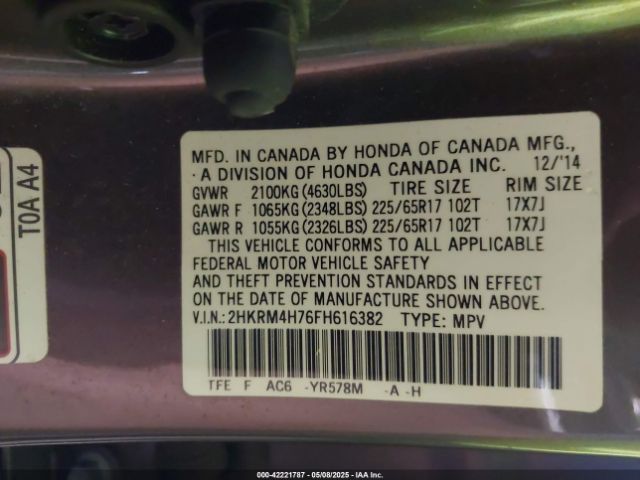 T0A A4
MFD. IN CANADA BY HONDA OF CANADA MFG.,
· A DIVISION OF HONDA CANADA INC. 12/'14
GVWR 2100KG (4630LBS) TIRE SIZE RIM SIZE
GAWR F 1065KG (2348LBS) 225/65R17 102T 17X7J
GAWR R 1055KG (2326LBS) 225/65R17 102T 17X7J
THIS VEHICLE CONFORMS TO ALL APPLICABLE
FEDERAL MOTOR VEHICLE SAFETY
AND THEFT PREVENTION STANDARDS IN EFFECT
ON THE DATE OF MANUFACTURE SHOWN ABOVE.
V.I.N.: 2HKRM4H76FH616382 TYPE: MPV
TFE F AC6 -YR578M -A -H
000-42221787 - 05/08/2025 - IAA Inc.